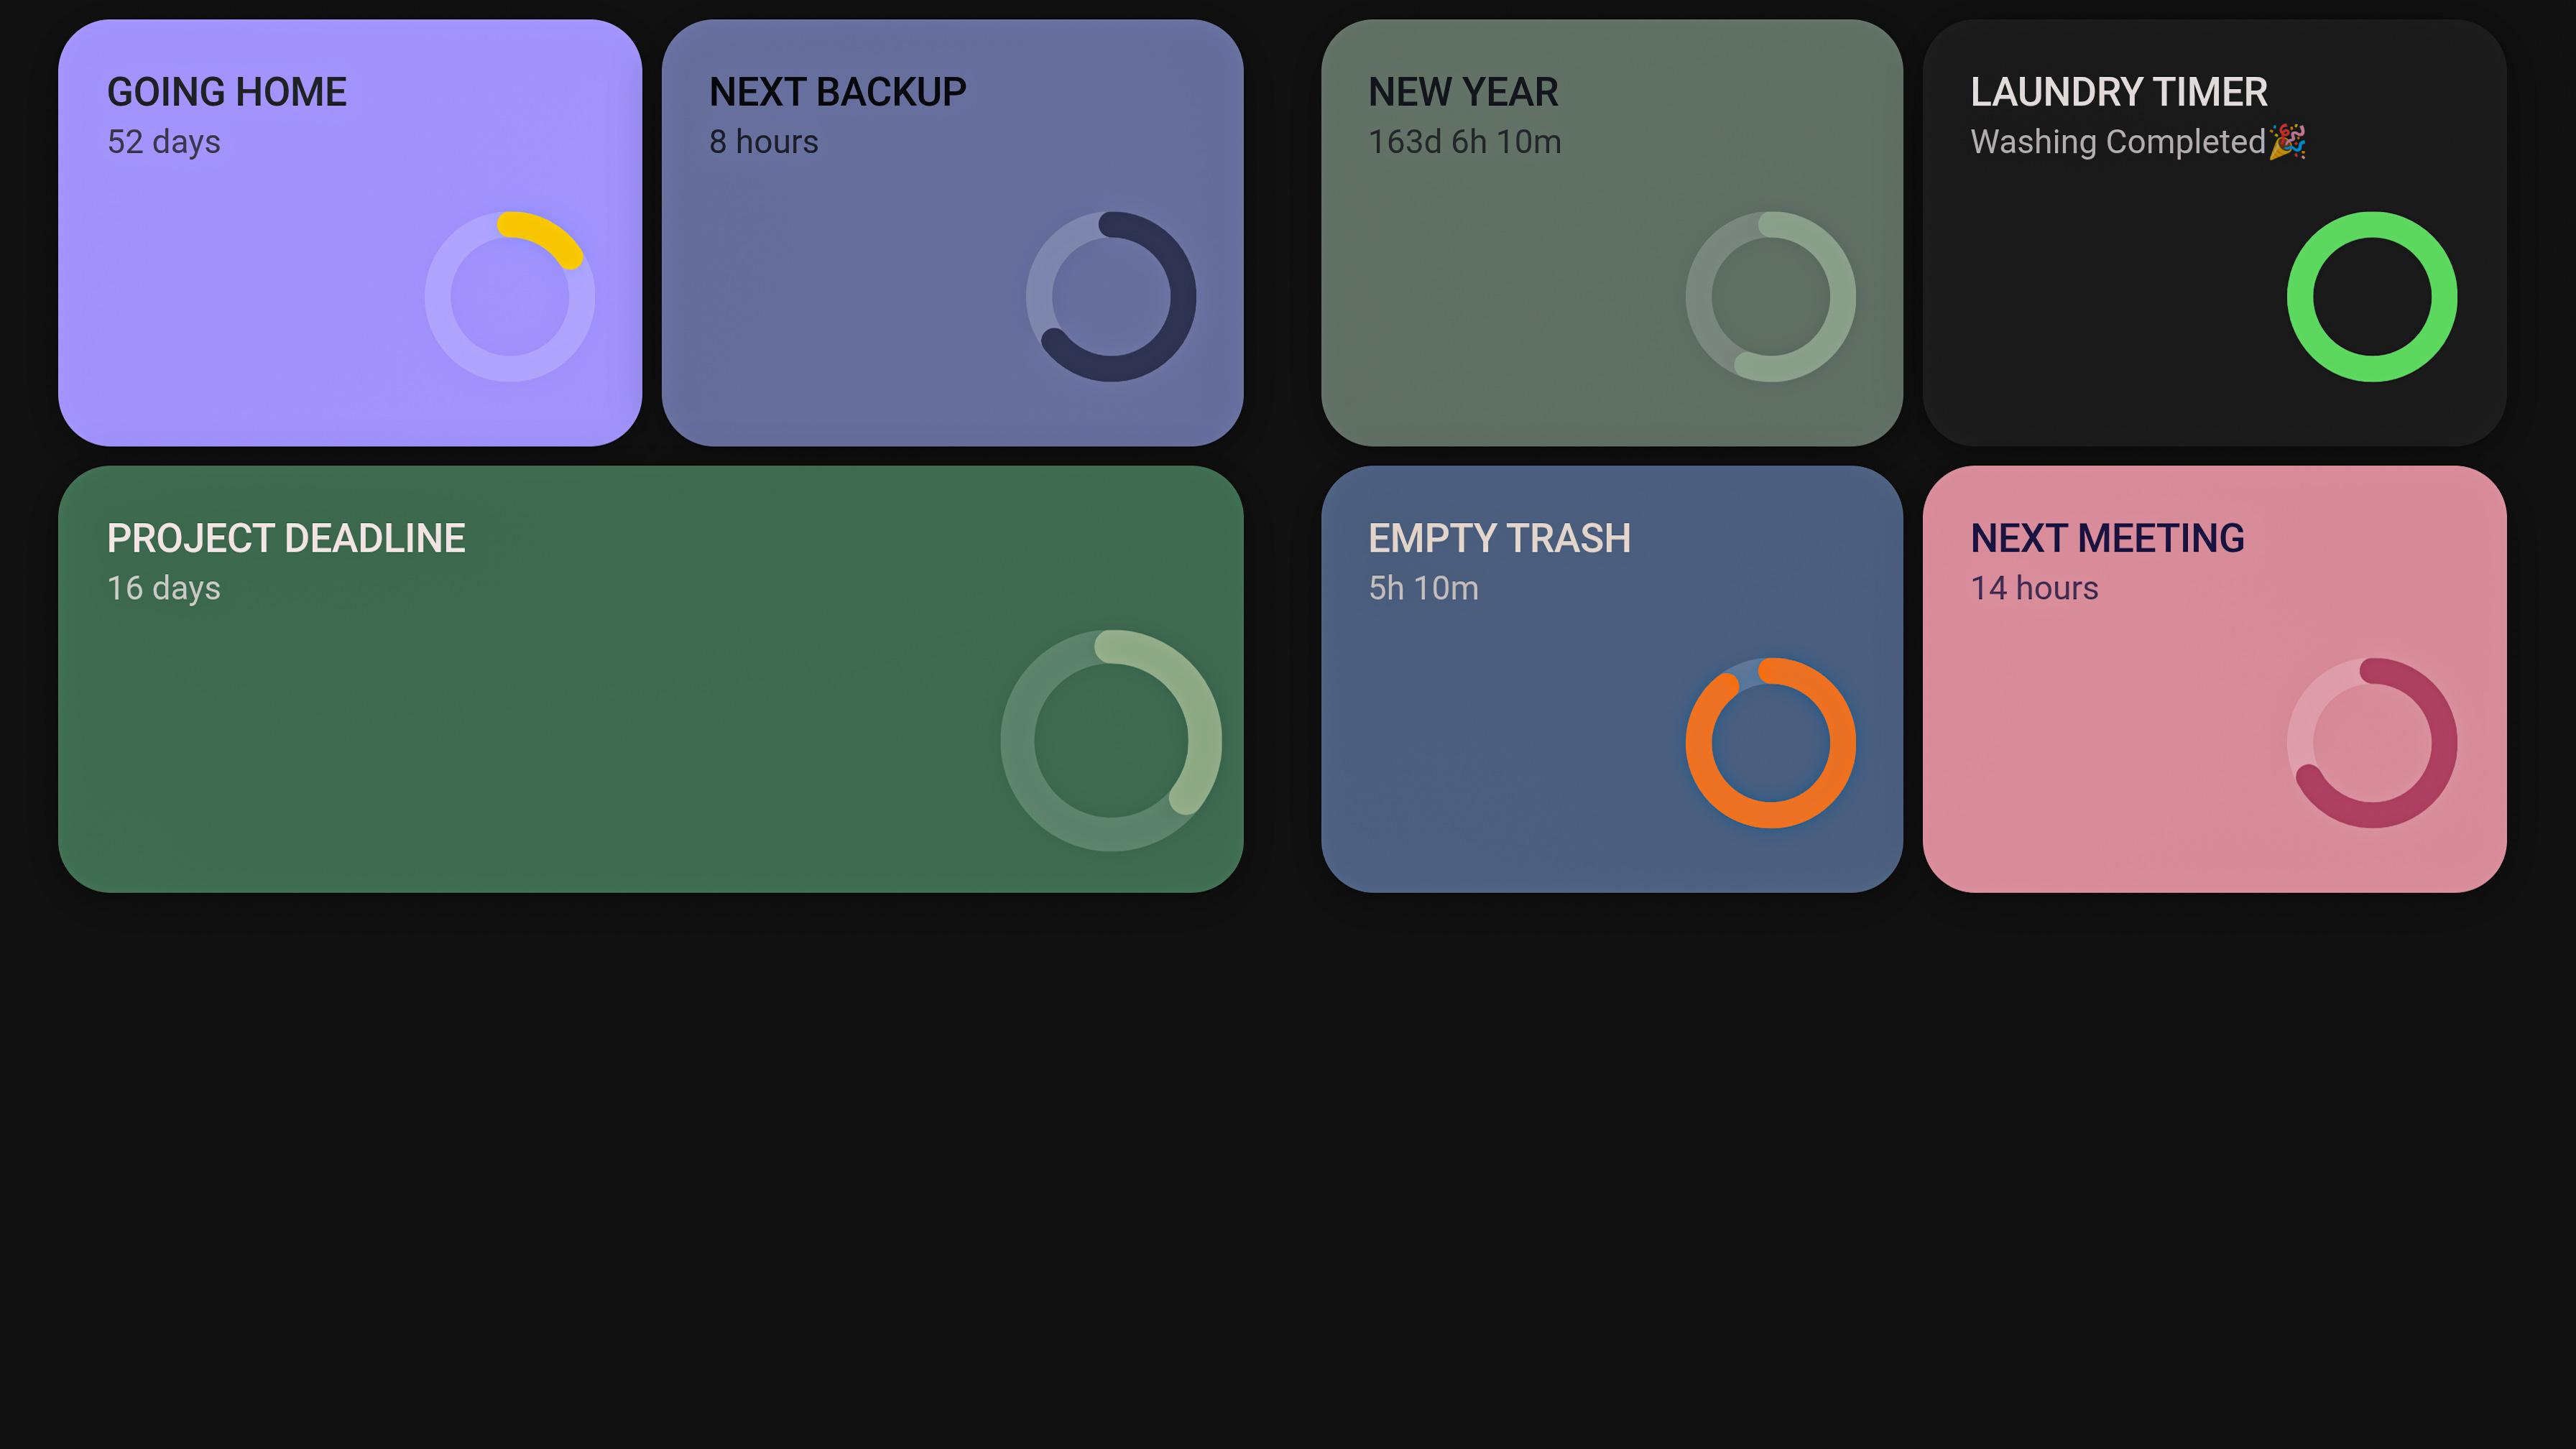 GOING HOME
52 days
NEXT BACKUP
8 hours
NEW YEAR
163d 6h 10m
LAUNDRY TIMER
Washing Completed🎉
PROJECT DEADLINE
16 days
EMPTY TRASH
5h 10m
NEXT MEETING
14 hours